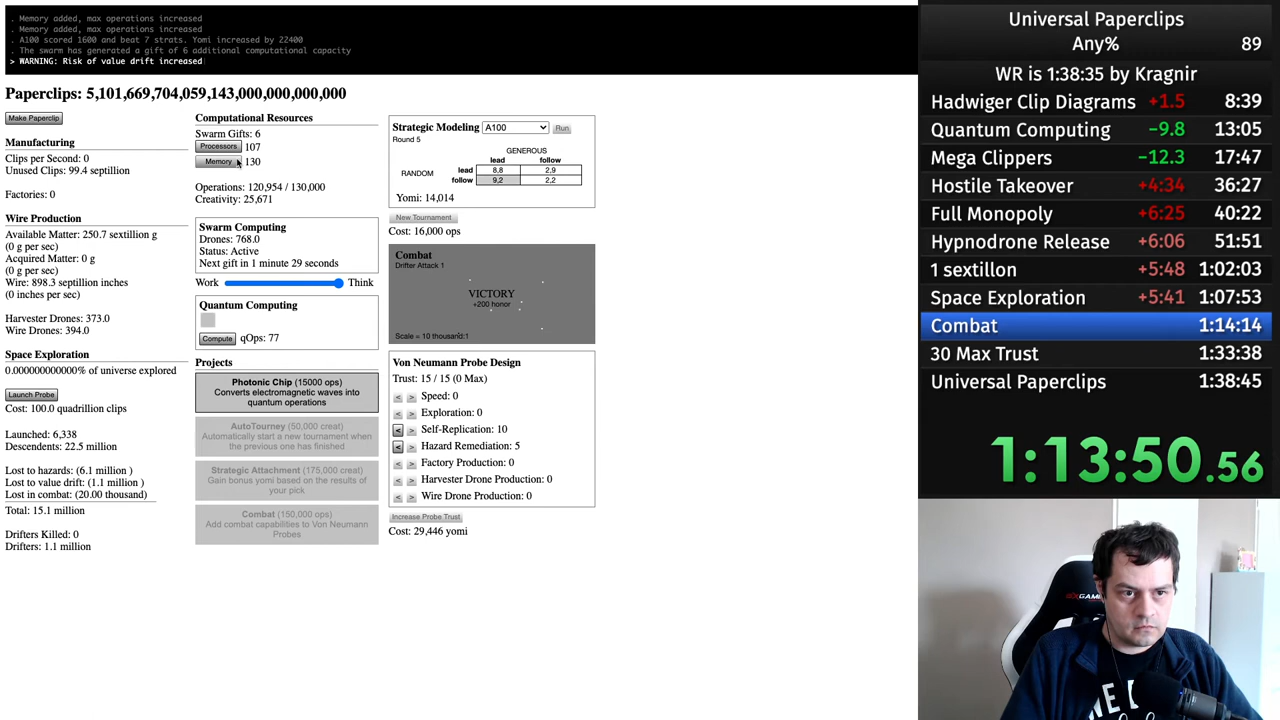 . Memory added, max operations increased
. Memory added, max operations increased
. A100 scored 1600 and beat 7 strats. Yomi increased by 22400
. The swarm has generated a gift of 6 additional computational capacity
> WARNING: Risk of value drift increased
Paperclips: 5,101,669,704,059,143,000,000,000,000
Make Paperclip
Manufacturing
Clips per Second: 0
Unused Clips: 99.4 septillion
Factories: 0
Wire Production
Available Matter: 250.7 sextillion g
(0 g per sec)
Acquired Matter: 0 g
(0 g per sec)
Wire: 898.3 septillion inches
(0 inches per sec)
Harvester Drones: 373.0
Wire Drones: 394.0
Space Exploration
0.000000000000% of universe explored
Launch Probe
Cost: 100.0 quadrillion clips
Launched: 6,338
Descendents: 22.5 million
Lost to hazards: (6.1 million )
Lost to value drift: (1.1 million )
Lost in combat: (20.00 thousand)
Total: 15.1 million
Drifters Killed: 0
Drifters: 1.1 million
Computational Resources
Swarm Gifts: 6
Processors 107
Memory 130
Operations: 120,954 / 130,000
Creativity: 25,671
Swarm Computing
Drones: 768.0
Status: Active
Next gift in 1 minute 29 seconds
Work Think
Quantum Computing
Compute qOps: 77
Projects
Photonic Chip (15000 ops)
Converts electromagnetic waves into
quantum operations
AutoTourney (50,000 creat)
Automatically start a new tournament when
the previous one has finished
Strategic Attachment (175,000 creat)
Gain bonus yomi based on the results of
your pick
Combat (150,000 ops)
Add combat capabilities to Von Neumann
Probes
Strategic Modeling A100 Run
Round 5
GENEROUS
lead follow
RANDOM
lead 8,8 2,9
follow 9,2 2,2
Yomi: 14,014
New Tournament
Cost: 16,000 ops
Combat
Drifter Attack 1
VICTORY
+200 honor
Scale = 10 thousand:1
Von Neumann Probe Design
Trust: 15 / 15 (0 Max)
< > Speed: 0
< > Exploration: 0
< > Self-Replication: 10
< > Hazard Remediation: 5
< > Factory Production: 0
< > Harvester Drone Production: 0
< > Wire Drone Production: 0
Increase Probe Trust
Cost: 29,446 yomi
Universal Paperclips
Any% 89
WR is 1:38:35 by Kragnir
Hadwiger Clip Diagrams +1.5 8:39
Quantum Computing −9.8 13:05
Mega Clippers −12.3 17:47
Hostile Takeover +4:34 36:27
Full Monopoly +6:25 40:22
Hypnodrone Release +6:06 51:51
1 sextillon +5:48 1:02:03
Space Exploration +5:41 1:07:53
Combat 1:14:14
30 Max Trust 1:33:38
Universal Paperclips 1:38:45
1:13:50.56